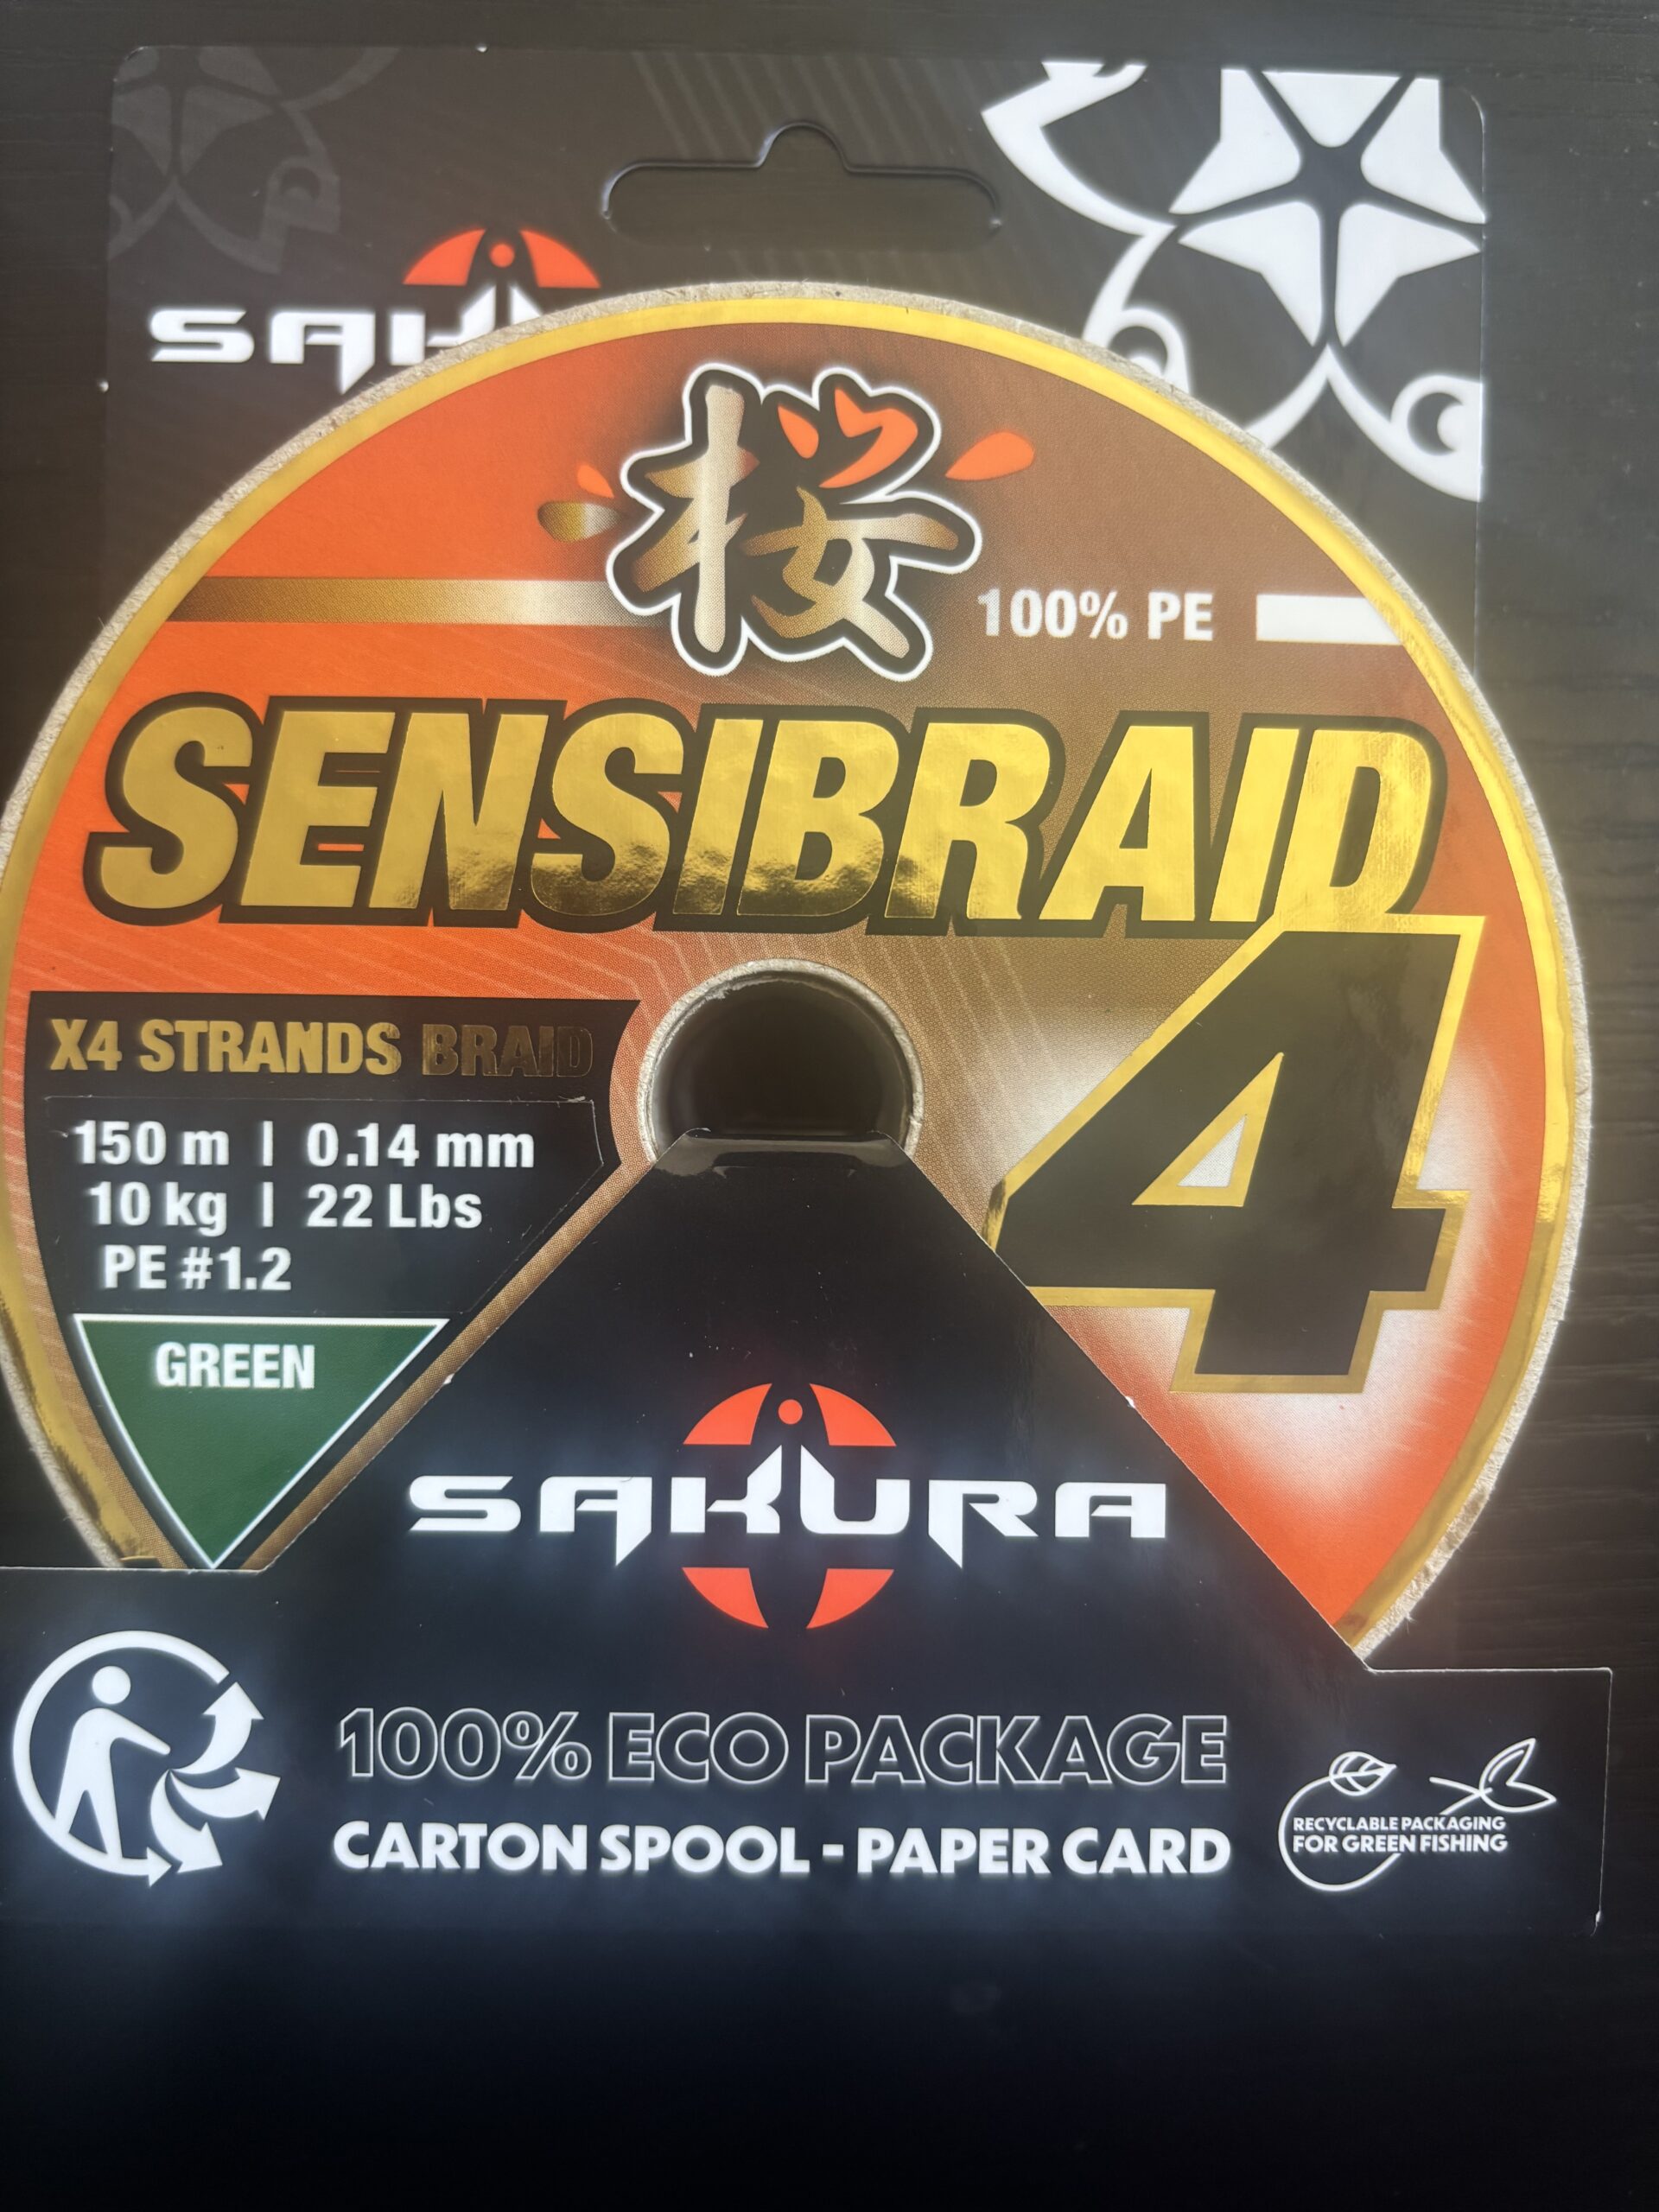 SAKU
桜
100% PE
SENSIBRAID
4
X4 STRANDS BRAID
150 m | 0.14 mm
10 kg | 22 Lbs
PE #1.2
GREEN
SAKURA
100% ECO PACKAGE
CARTON SPOOL - PAPER CARD
RECYCLABLE PACKAGING
FOR GREEN FISHING